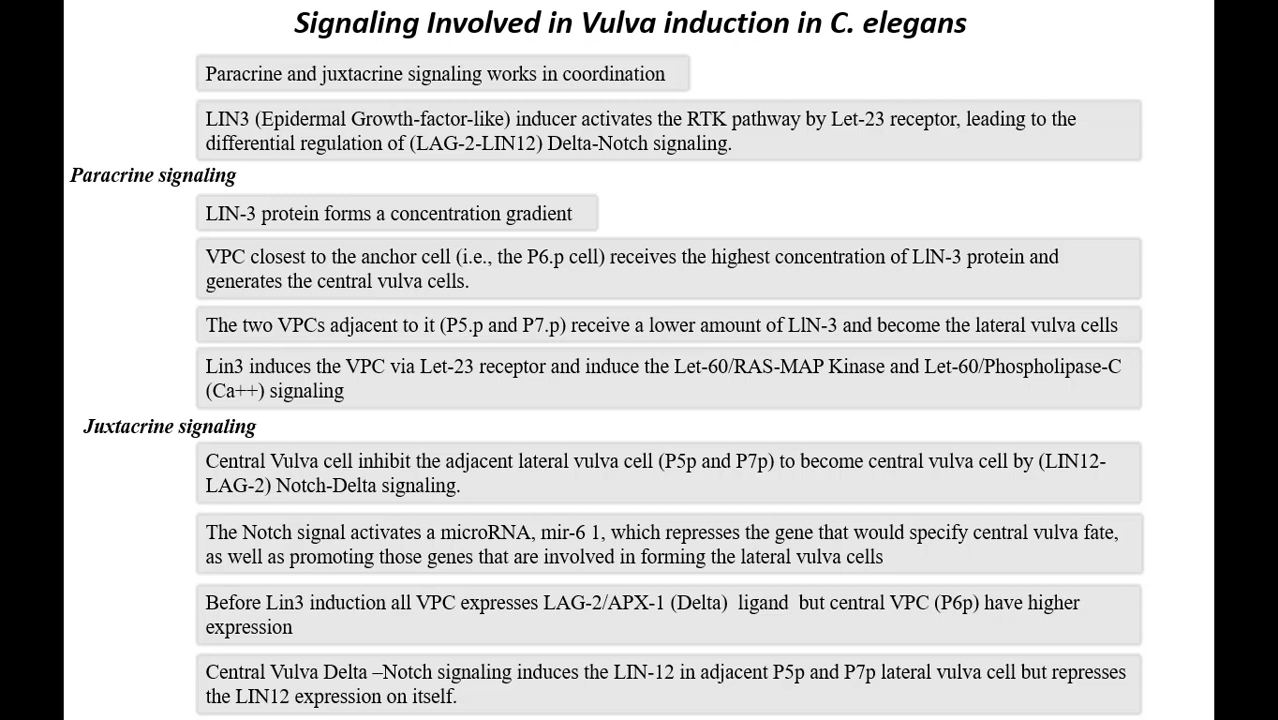 Signaling Involved in Vulva induction in C. elegans
Paracrine and juxtacrine signaling works in coordination
LIN3 (Epidermal Growth-factor-like) inducer activates the RTK pathway by Let-23 receptor, leading to the
differential regulation of (LAG-2-LIN12) Delta-Notch signaling.
Paracrine signaling
LIN-3 protein forms a concentration gradient
VPC closest to the anchor cell (i.e., the P6.p cell) receives the highest concentration of LlN-3 protein and
generates the central vulva cells.
The two VPCs adjacent to it (P5.p and P7.p) receive a lower amount of LlN-3 and become the lateral vulva cells
Lin3 induces the VPC via Let-23 receptor and induce the Let-60/RAS-MAP Kinase and Let-60/Phospholipase-C
(Ca++) signaling
Juxtacrine signaling
Central Vulva cell inhibit the adjacent lateral vulva cell (P5p and P7p) to become central vulva cell by (LIN12-
LAG-2) Notch-Delta signaling.
The Notch signal activates a microRNA, mir-6 1, which represses the gene that would specify central vulva fate,
as well as promoting those genes that are involved in forming the lateral vulva cells
Before Lin3 induction all VPC expresses LAG-2/APX-1 (Delta) ligand but central VPC (P6p) have higher
expression
Central Vulva Delta –Notch signaling induces the LIN-12 in adjacent P5p and P7p lateral vulva cell but represses
the LIN12 expression on itself.